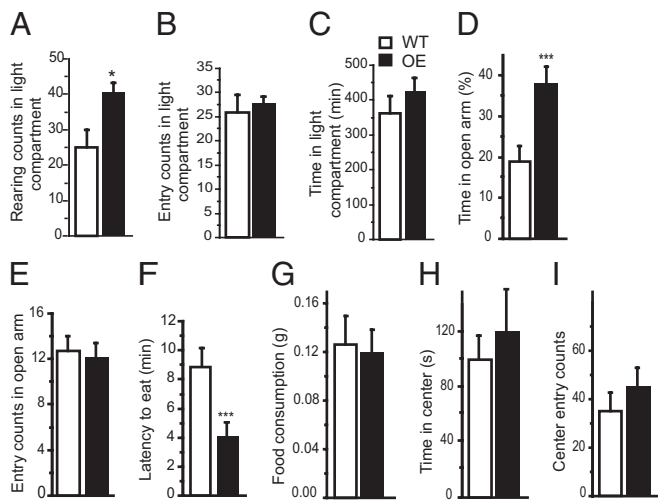 A
Rearing counts in light
compartment
50
40
30
20
10
0
*
B
Entry counts in light
compartment
35
30
25
20
15
10
5
0
C
Time in light
compartment (min)
500
400
300
200
100
0
WT
OE
D
Time in open arm (%)
40
30
20
10
0
***
E
Entry counts in open arm
16
12
8
4
0
F
Latency to eat (min)
12
10
8
6
4
2
0
***
G
Food consumption (g)
0.16
0.12
0.08
0.04
0.00
H
Time in center (s)
120
80
40
0
I
Center entry counts
60
40
20
0